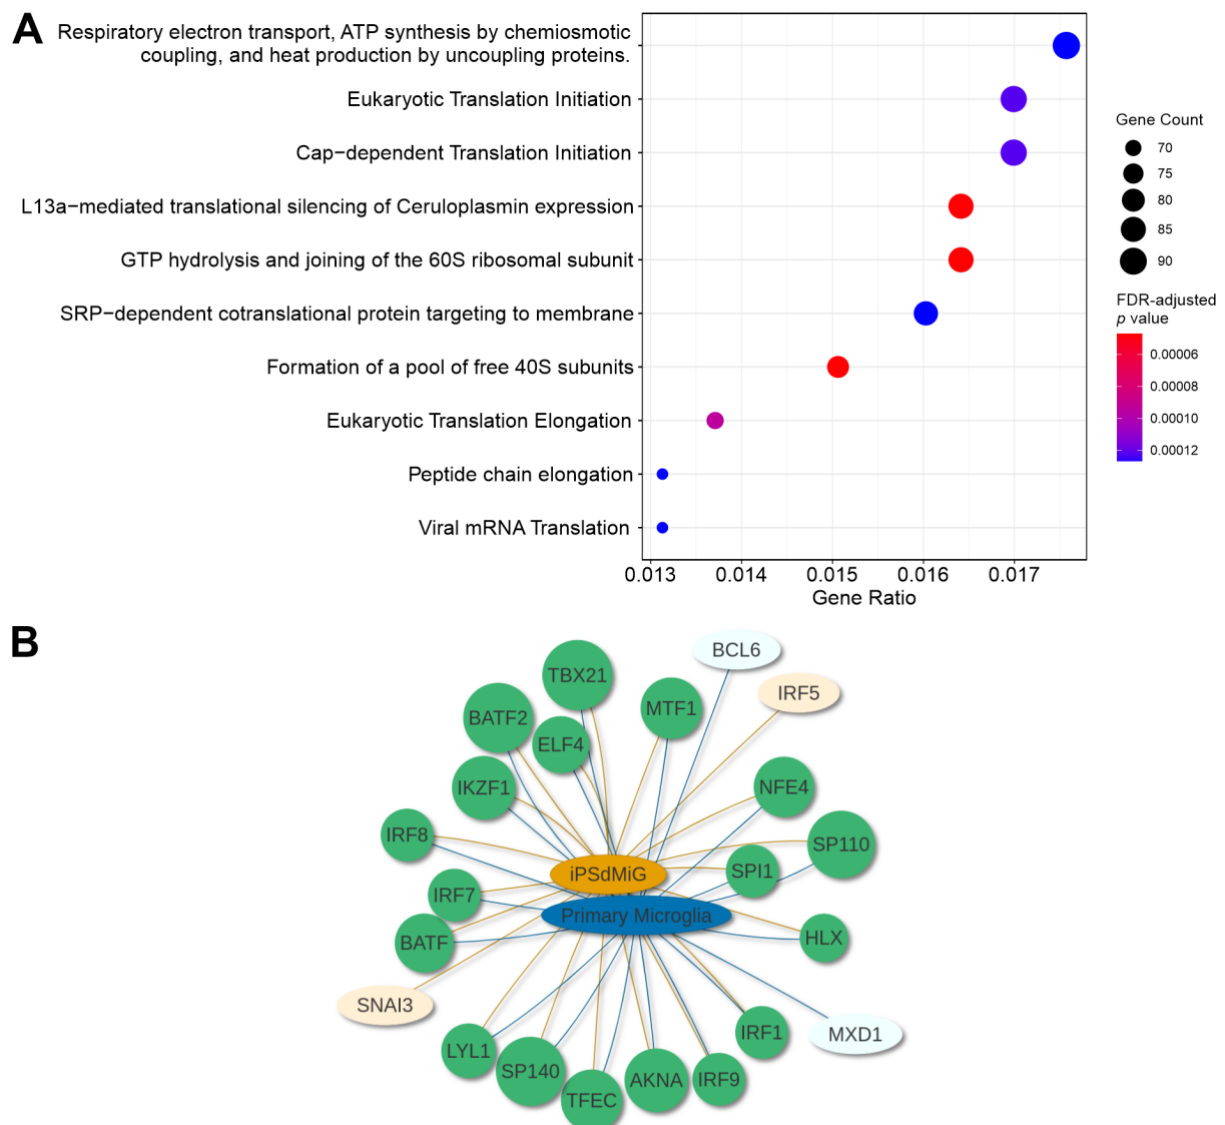 A
Respiratory electron transport, ATP synthesis by chemiosmotic
coupling, and heat production by uncoupling proteins.
Eukaryotic Translation Initiation
Cap−dependent Translation Initiation
L13a−mediated translational silencing of Ceruloplasmin expression
GTP hydrolysis and joining of the 60S ribosomal subunit
SRP−dependent cotranslational protein targeting to membrane
Formation of a pool of free 40S subunits
Eukaryotic Translation Elongation
Peptide chain elongation
Viral mRNA Translation
0.013 0.014 0.015 0.016 0.017
Gene Ratio
Gene Count
70
75
80
85
90
FDR-adjusted
p value
0.00006
0.00008
0.00010
0.00012
B
BCL6
TBX21
IRF5
MTF1
BATF2
ELF4
IKZF1
NFE4
IRF8
SP110
iPSdMiG
SPI1
IRF7
Primary Microglia
BATF
HLX
SNAI3
IRF1
MXD1
LYL1
SP140
AKNA
IRF9
TFEC